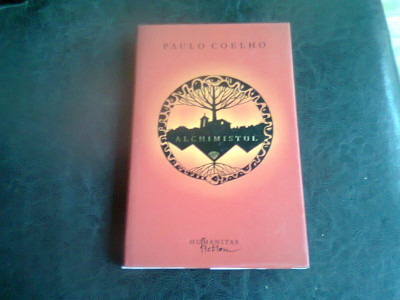 PAULO COELHO
ALCHIMISTUL
HUMANITAS
fiction